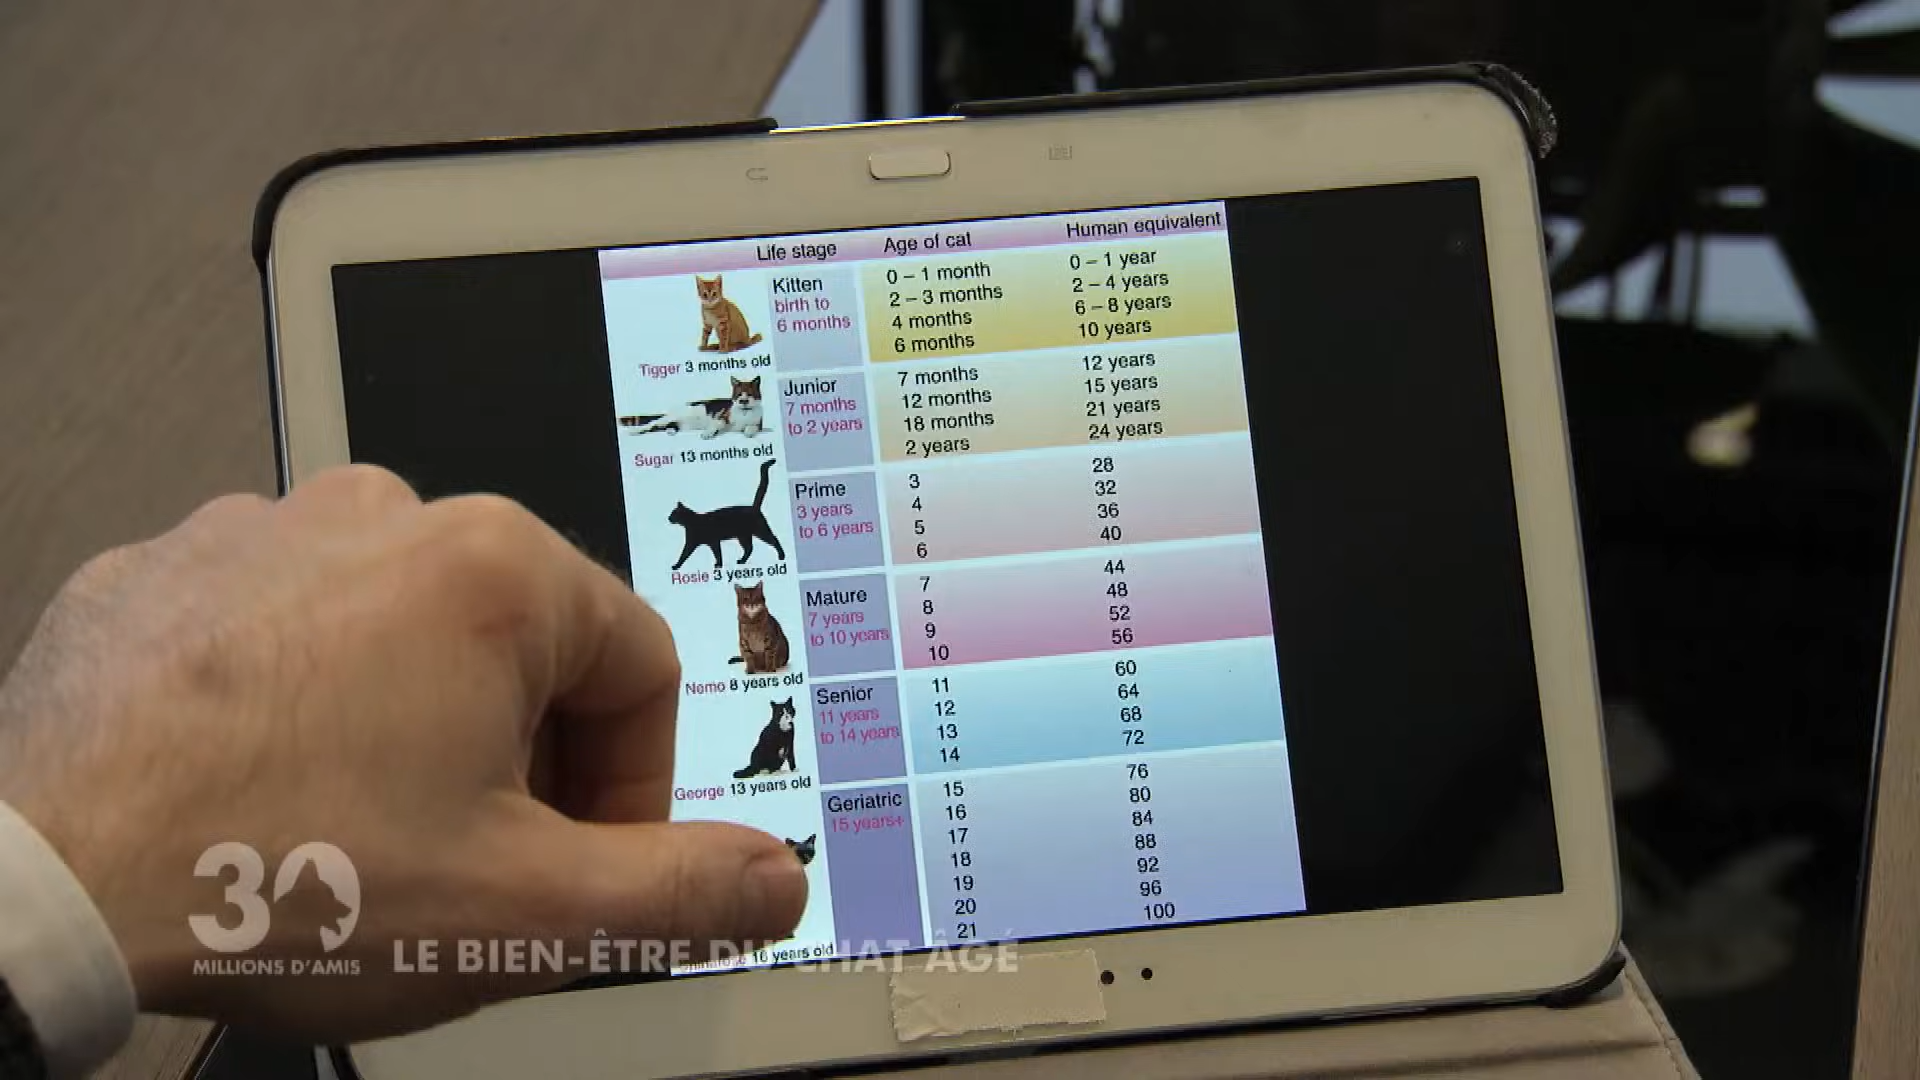 Life stage Age of cat Human equivalent
Kitten
birth to
6 months
0 – 1 month 0 – 1 year
2 – 3 months 2 – 4 years
4 months 6 – 8 years
6 months 10 years
Tigger 3 months old
Junior
7 months
to 2 years
7 months 12 years
12 months 15 years
18 months 21 years
2 years 24 years
Sugar 13 months old
Prime
3 years
to 6 years
3 28
4 32
5 36
6 40
Rosie 3 years old
Mature
7 years
to 10 years
7 44
8 48
9 52
10 56
Nemo 8 years old
Senior
11 years
to 14 years
11 60
12 64
13 68
14 72
George 13 years old
Geriatric
15 years+
15 76
16 80
17 84
18 88
19 92
20 96
21 100
16 years old
30
MILLIONS D'AMIS
LE BIEN-ÊTRE DU CHAT ÂGÉ